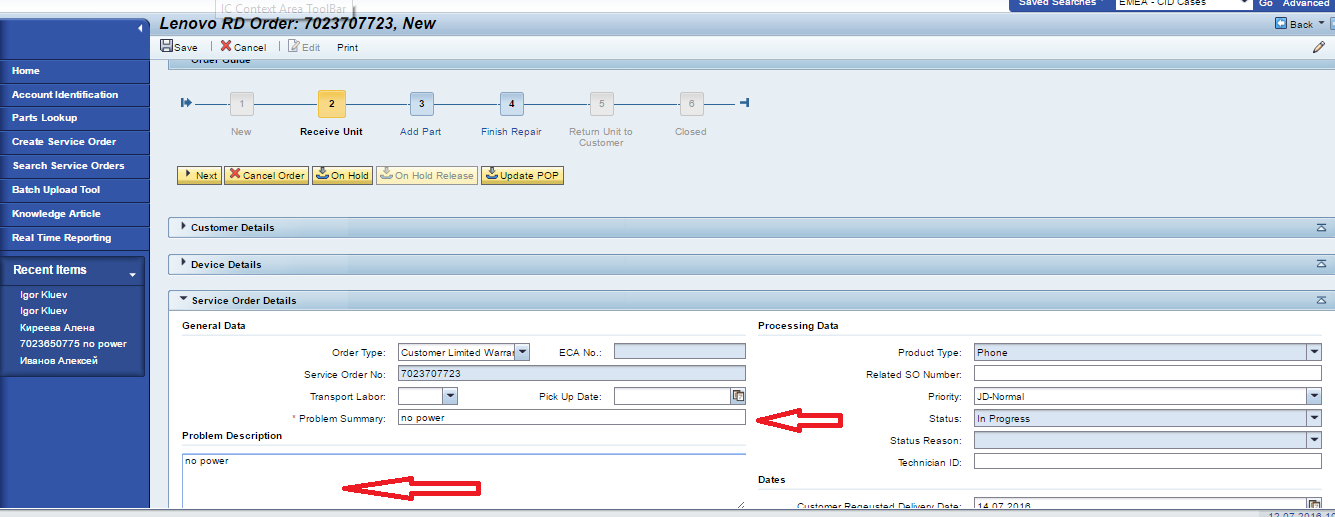 IC Context Area ToolBar
Saved Searches EMEA - CID Cases Go Advanced
Lenovo RD Order: 7023707723, New
Back
Save Cancel Edit Print
Order Guide
Home
Account Identification
Parts Lookup
Create Service Order
Search Service Orders
Batch Upload Tool
Knowledge Article
Real Time Reporting
Recent Items
Igor Kluev
Igor Kluev
Киреева Алена
7023650775 no power
Иванов Алексей
1 2 3 4 5 6
New Receive Unit Add Part Finish Repair Return Unit to Customer Closed
Next Cancel Order On Hold On Hold Release Update POP
Customer Details
Device Details
Service Order Details
General Data
Order Type: Customer Limited Warran ECA No.:
Service Order No: 7023707723
Transport Labor: Pick Up Date:
* Problem Summary: no power
Problem Description
no power
Processing Data
Product Type: Phone
Related SO Number:
Priority: JD-Normal
Status: In Progress
Status Reason:
Technician ID:
Dates
Customer Requested Delivery Date: 14.07.2016